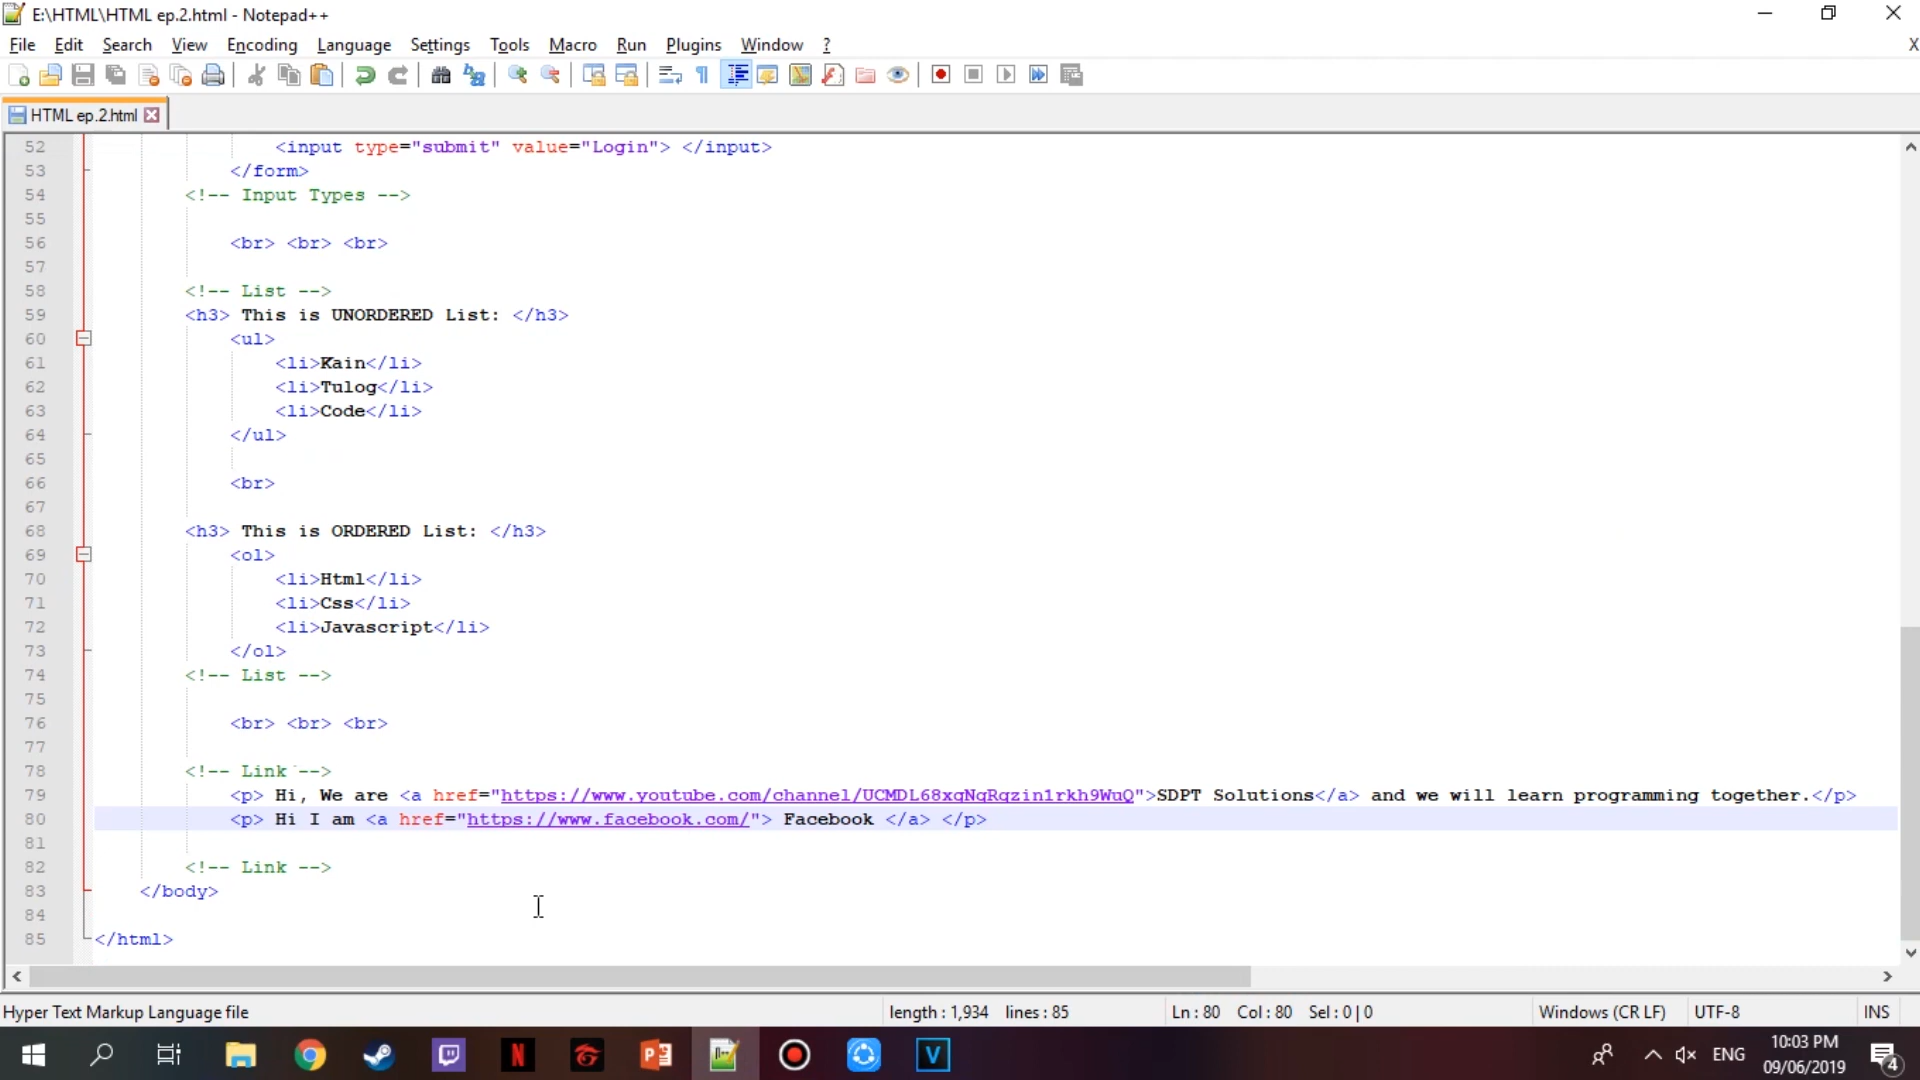 E:\HTML\HTML ep.2.html - Notepad++
File Edit Search View Encoding Language Settings Tools Macro Run Plugins Window ?
X
HTML ep.2.html
52 <input type="submit" value="Login"> </input>
53 </form>
54 <!-- Input Types -->
55
56 <br> <br> <br>
57
58 <!-- List -->
59 <h3> This is UNORDERED List: </h3>
60 <ul>
61 <li>Kain</li>
62 <li>Tulog</li>
63 <li>Code</li>
64 </ul>
65
66 <br>
67
68 <h3> This is ORDERED List: </h3>
69 <ol>
70 <li>Html</li>
71 <li>Css</li>
72 <li>Javascript</li>
73 </ol>
74 <!-- List -->
75
76 <br> <br> <br>
77
78 <!-- Link -->
79 <p> Hi, We are <a href="https://www.youtube.com/channel/UCMDL68xqNqRqzin1rkh9WuQ">SDPT Solutions</a> and we will learn programming together.</p>
80 <p> Hi I am <a href="https://www.facebook.com/"> Facebook </a> </p>
81
82 <!-- Link -->
83 </body>
84
85 </html>
Hyper Text Markup Language file length : 1,934 lines : 85 Ln : 80 Col : 80 Sel : 0 | 0 Windows (CR LF) UTF-8 INS
ENG
10:03 PM
09/06/2019
4